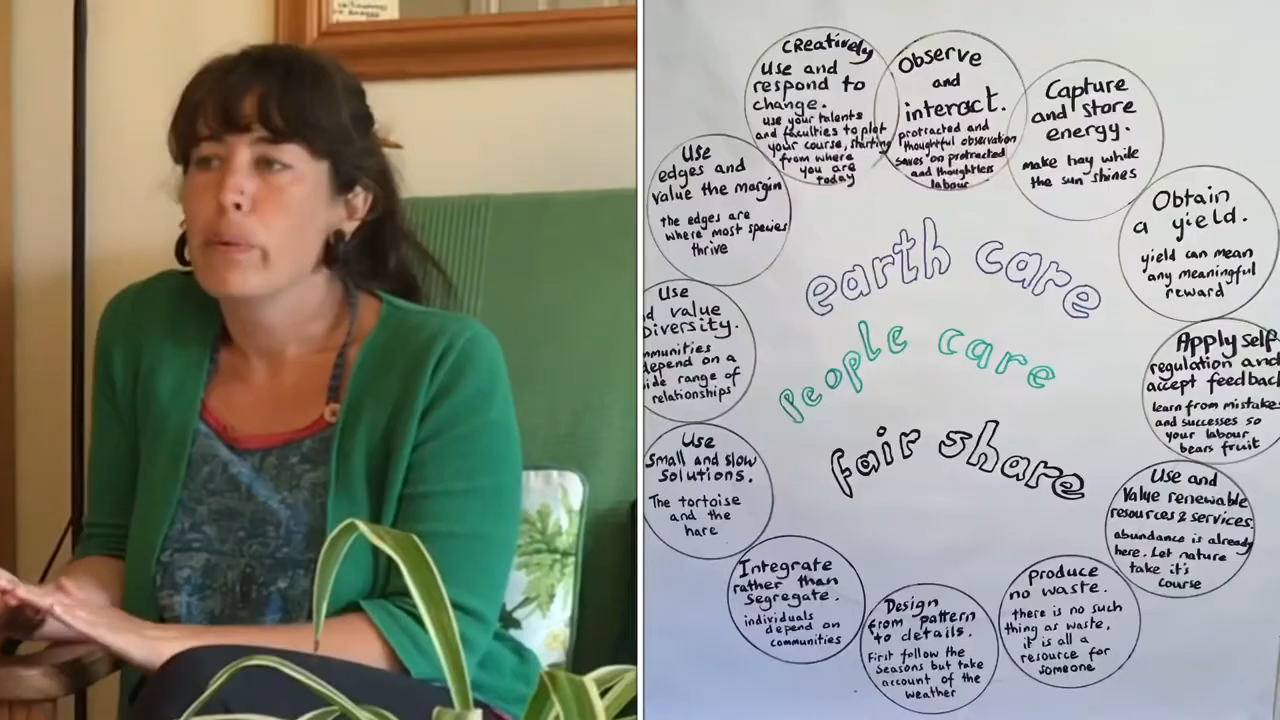 Creatively
Use and
respond to
change.
use your talents
and faculties to plot
your course, starting
from where
you are
today
Observe
and
interact.
protracted and
thoughtful observation
saves on protracted
and thoughtless
labour
Capture
and store
energy.
make hay while
the sun shines
Obtain
a yield.
yield can mean
any meaningful
reward
Apply self
regulation and
accept feedback
learn from mistakes
and successes so
your labour
bears fruit
Use and
Value renewable
resources & services
abundance is already
here. Let nature
take it's
course
produce
no waste.
there is no such
thing as waste,
it is all a
resource for
someone
Design
from pattern
to details.
First follow the
seasons but take
account of the
weather
Integrate
rather than
segregate.
individuals
depend on
communities
Use
Small and slow
solutions.
The tortoise
and the
hare
Use
d value
Diversity.
mmunities
depend on a
ide range of
relationships
Use
edges and
value the margin
the edges are
where most species
thrive
earth care
People care
fair share